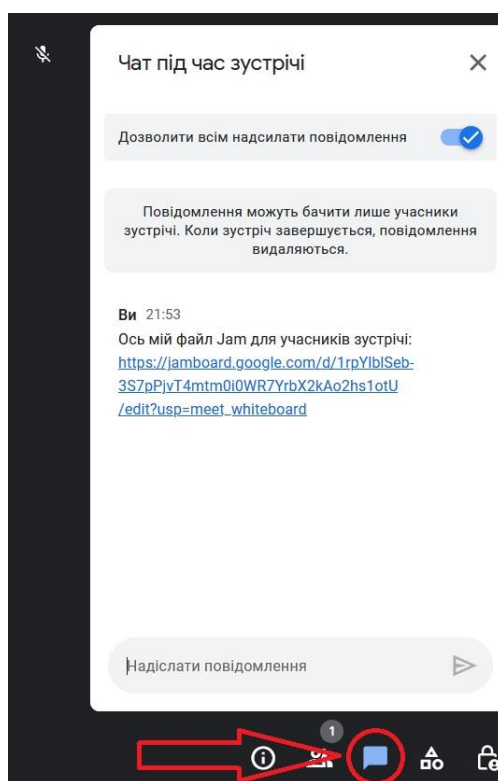 Чат під час зустрічі
Дозволити всім надсилати повідомлення
Повідомлення можуть бачити лише учасники
зустрічі. Коли зустріч завершується, повідомлення
видаляються.
Ви 21:53
Ось мій файл Jam для учасників зустрічі:
https://jamboard.google.com/d/1rpYlblSeb-
3S7pPjvT4mtm0i0WR7YrbX2kAo2hs1otU
/edit?usp=meet_whiteboard
Надіслати повідомлення
1